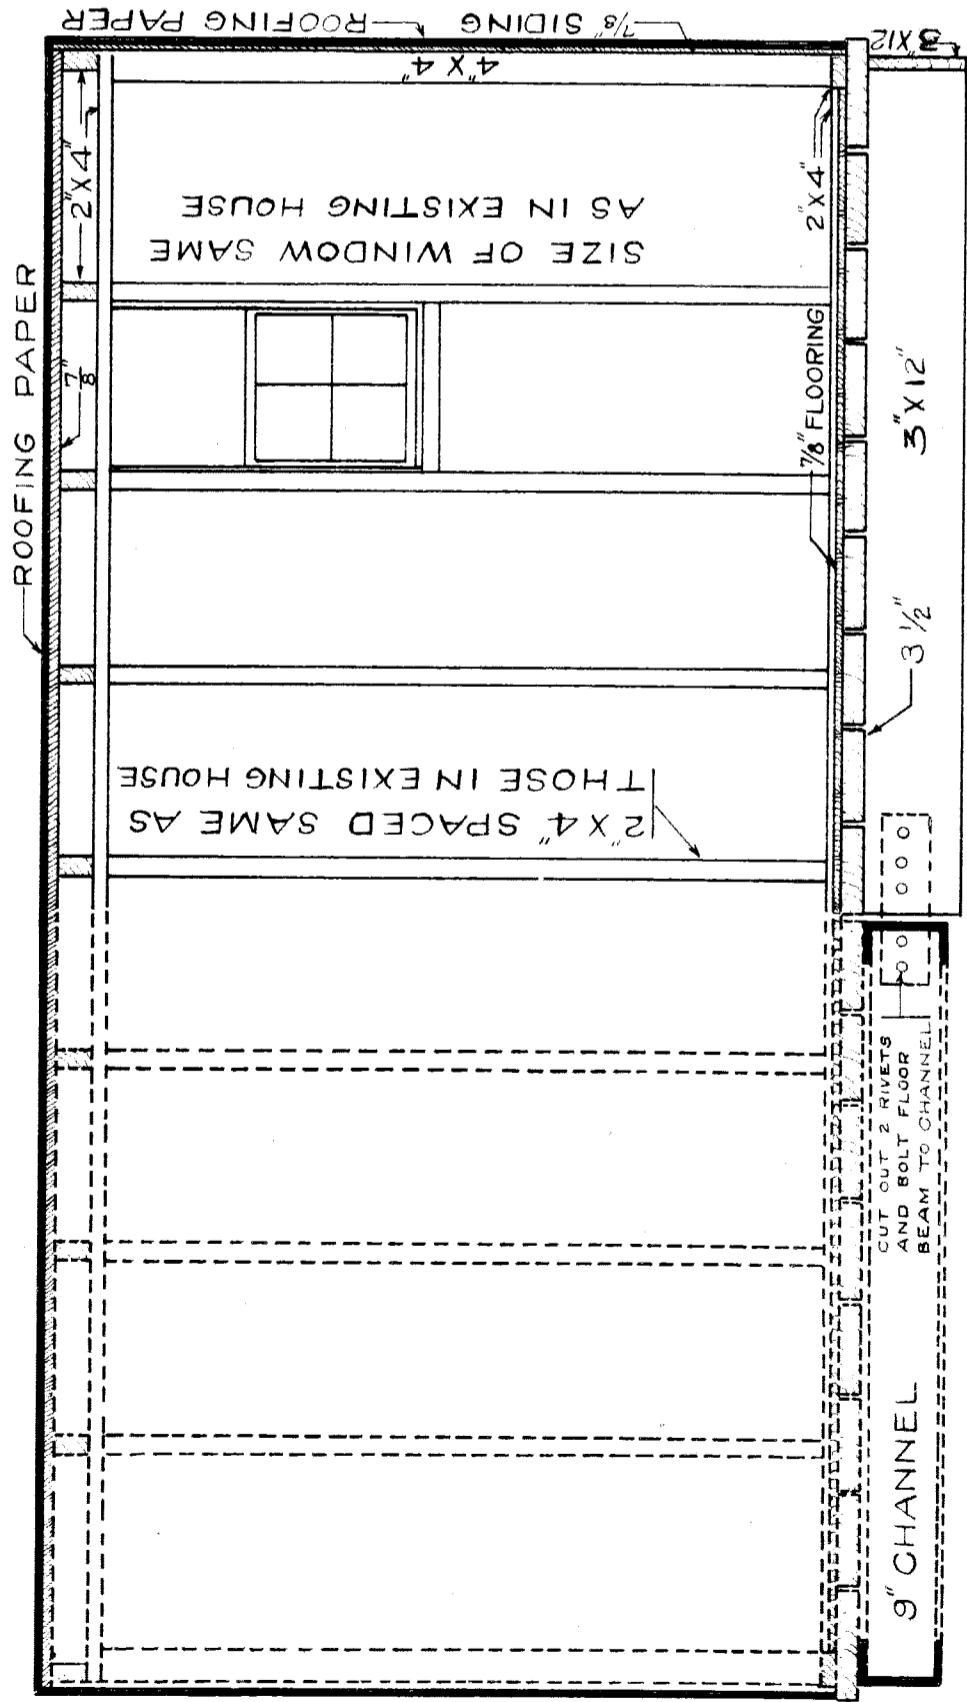 ROOFING PAPER
7/8" SIDING
3"X12"
4"X4"
ROOFING PAPER
2"X4"
7/8"
SIZE OF WINDOW SAME
AS IN EXISTING HOUSE
2"X4"
7/8" FLOORING
3"X12"
3 1/2"
2"X4" SPACED SAME AS
THOSE IN EXISTING HOUSE
CUT OUT 2 RIVETS
AND BOLT FLOOR
BEAM TO CHANNEL
9" CHANNEL